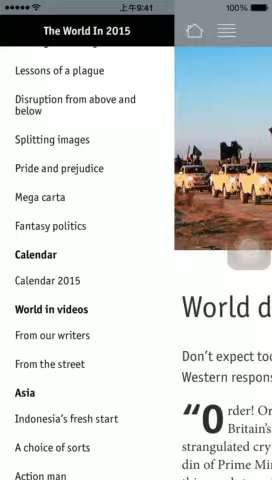 上午9:41
100%
The World In 2015
Lessons of a plague
Disruption from above and
below
Splitting images
Pride and prejudice
Mega carta
Fantasy politics
Calendar
Calendar 2015
World in videos
From our writers
From the street
Asia
Indonesia's fresh start
A choice of sorts
Action man
World d
Don't expect too
Western respons
"Order! Or
Britain's
strangulated cry
din of Prime Mi